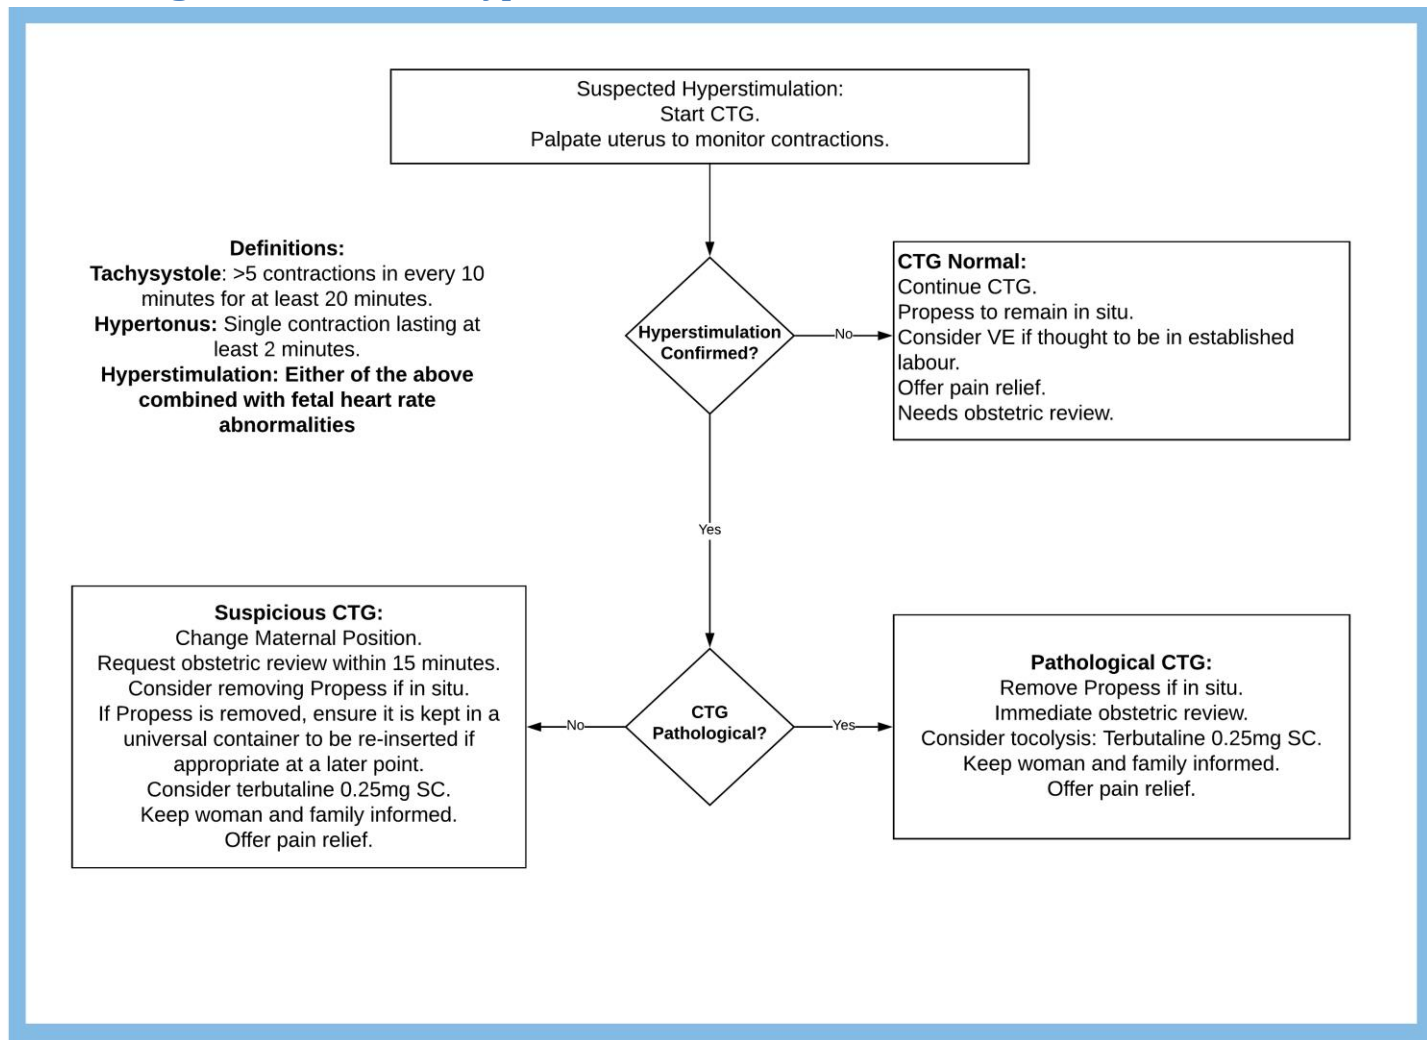 Suspected Hyperstimulation:
Start CTG.
Palpate uterus to monitor contractions.
Definitions:
Tachysystole: >5 contractions in every 10
minutes for at least 20 minutes.
Hypertonus: Single contraction lasting at
least 2 minutes.
Hyperstimulation: Either of the above
combined with fetal heart rate
abnormalities
Hyperstimulation
Confirmed?
No
CTG Normal:
Continue CTG.
Propess to remain in situ.
Consider VE if thought to be in established
labour.
Offer pain relief.
Needs obstetric review.
Yes
Suspicious CTG:
Change Maternal Position.
Request obstetric review within 15 minutes.
Consider removing Propess if in situ.
If Propess is removed, ensure it is kept in a
universal container to be re-inserted if
appropriate at a later point.
Consider terbutaline 0.25mg SC.
Keep woman and family informed.
Offer pain relief.
No
CTG
Pathological?
Yes
Pathological CTG:
Remove Propess if in situ.
Immediate obstetric review.
Consider tocolysis: Terbutaline 0.25mg SC.
Keep woman and family informed.
Offer pain relief.